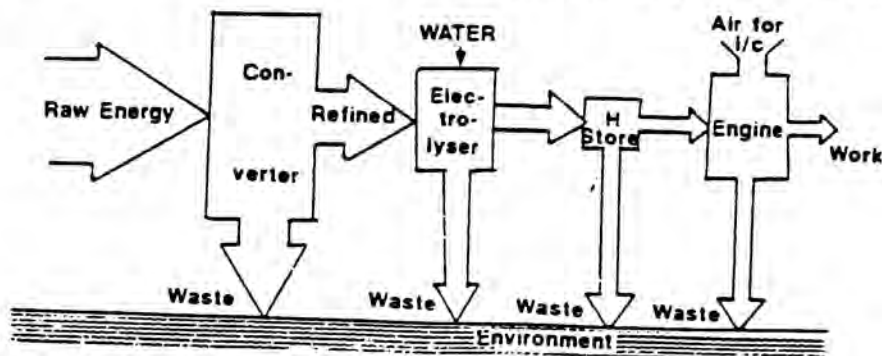 Air for
i/c
WATER
Con-
verter
Raw Energy
Refined
Elec-
tro-
lyser
H
Store
Engine
Work
Waste
Waste
Waste
Waste
Environment